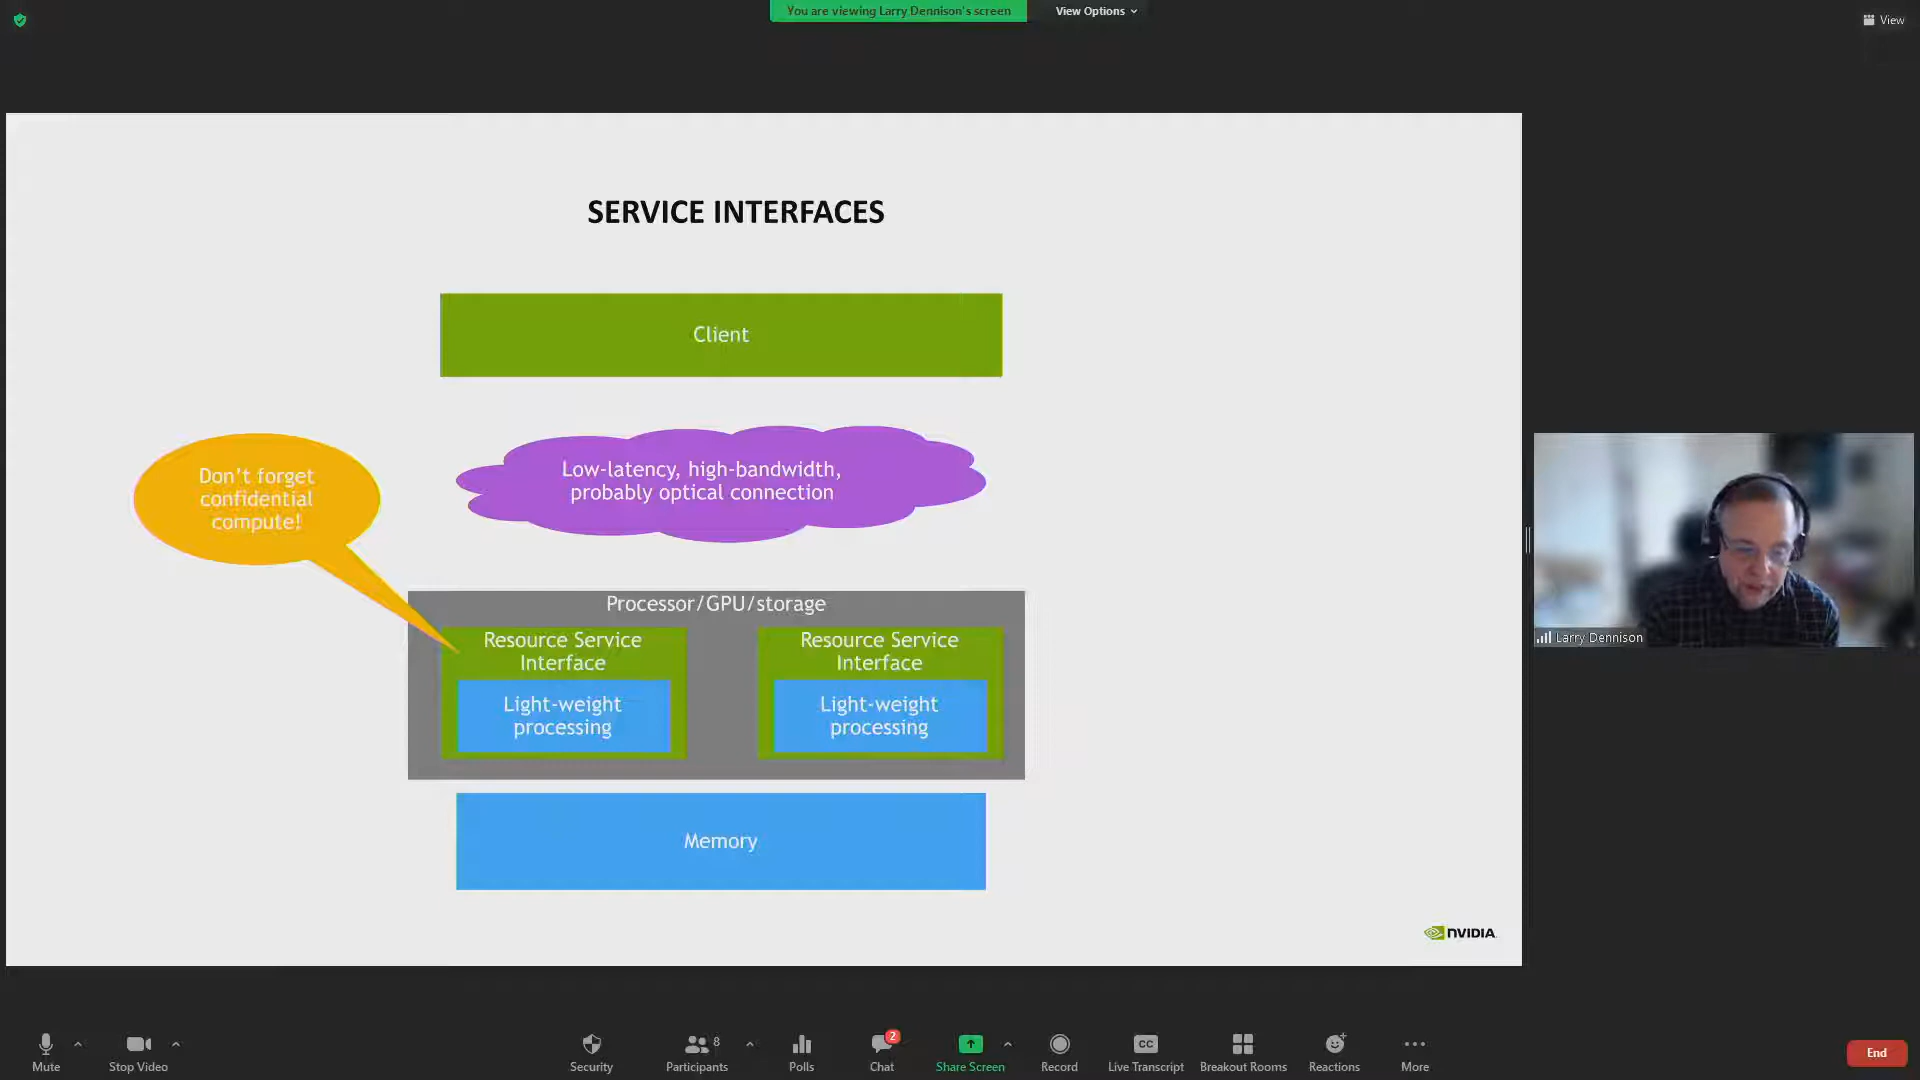 You are viewing Larry Dennison's screen
View Options
View
SERVICE INTERFACES
Client
Low-latency, high-bandwidth,
probably optical connection
Don't forget
confidential
compute!
Processor/GPU/storage
Resource Service
Interface
Light-weight
processing
Resource Service
Interface
Light-weight
processing
Memory
NVIDIA
Larry Dennison
Mute
Stop Video
Security
Participants
8
Polls
Chat
2
Share Screen
Record
CC
Live Transcript
Breakout Rooms
Reactions
More
End